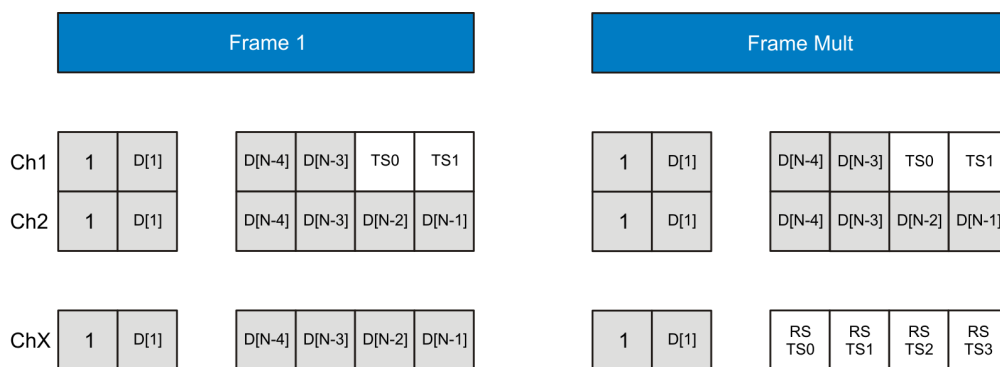 Frame 1 Frame Mult
Ch1 1 D[1] D[N-4] D[N-3] TS0 TS1 1 D[1] D[N-4] D[N-3] TS0 TS1
Ch2 1 D[1] D[N-4] D[N-3] D[N-2] D[N-1] 1 D[1] D[N-4] D[N-3] D[N-2] D[N-1]
ChX 1 D[1] D[N-4] D[N-3] D[N-2] D[N-1] 1 D[1] RS TS0 RS TS1 RS TS2 RS TS3